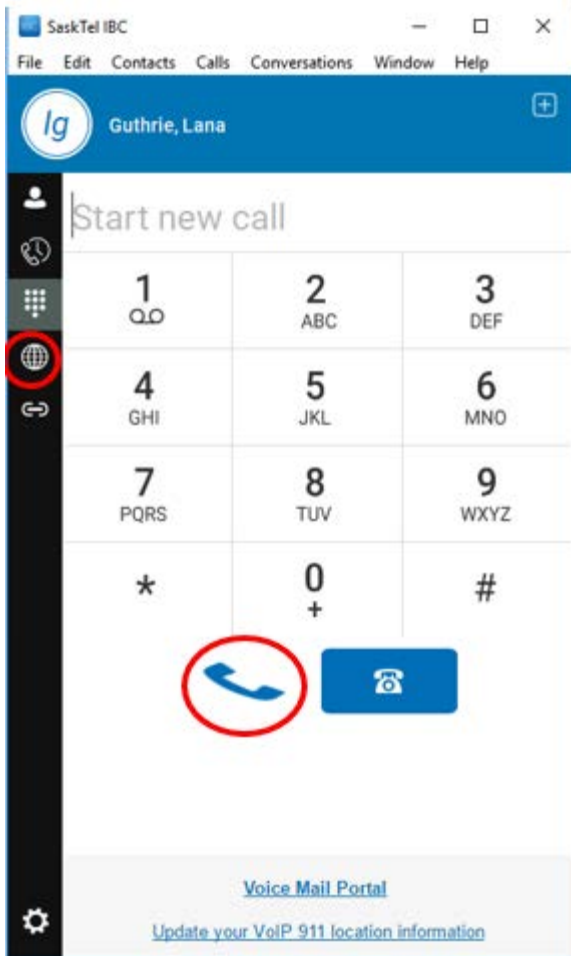 SaskTel IBC
File Edit Contacts Calls Conversations Window Help
lg Guthrie, Lana
Start new call
1 2 3
ABC DEF
4 5 6
GHI JKL MNO
7 8 9
PQRS TUV WXYZ
* 0 #
+
Voice Mail Portal
Update your VoIP 911 location information